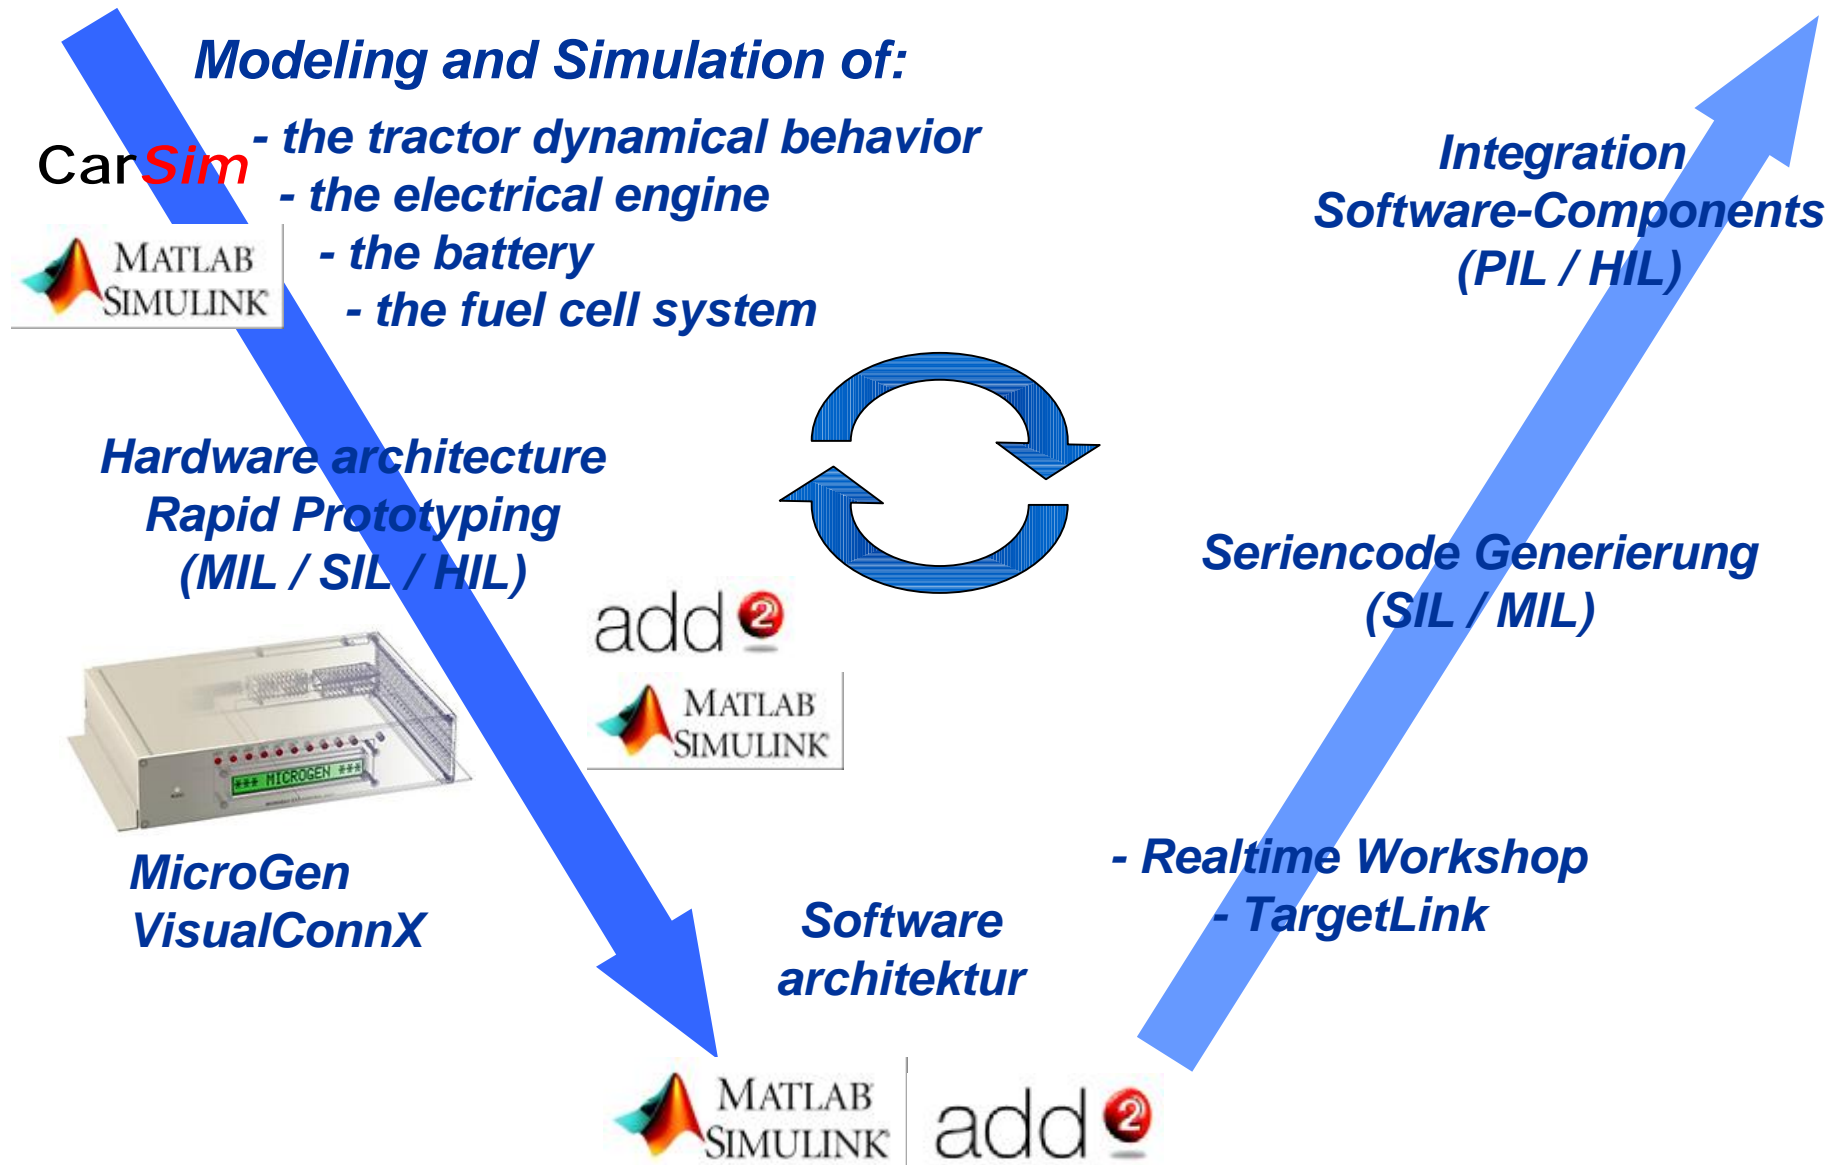 Modeling and Simulation of:
- the tractor dynamical behavior
CarSim
- the electrical engine
- the battery
- the fuel cell system
MATLAB
SIMULINK
Integration
Software-Components
(PIL / HIL)
Hardware architecture
Rapid Prototyping
(MIL / SIL / HIL)
Seriencode Generierung
(SIL / MIL)
add2
MATLAB
SIMULINK
*** MICROGEN ***
MicroGen
VisualConnX
- Realtime Workshop
- TargetLink
Software
architektur
MATLAB
SIMULINK
add2